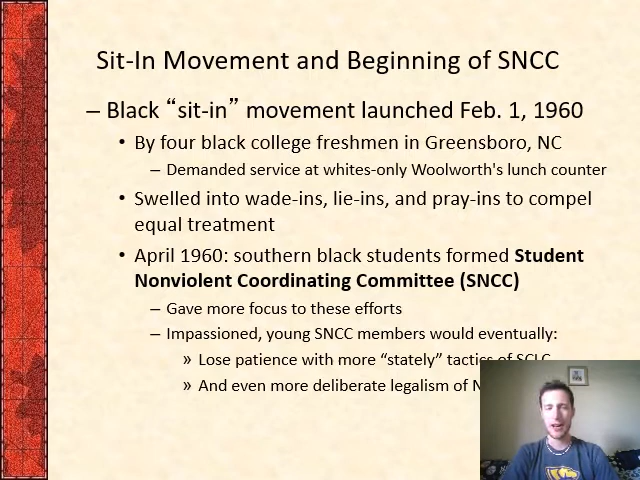 Sit-In Movement and Beginning of SNCC
– Black “sit-in” movement launched Feb. 1, 1960
• By four black college freshmen in Greensboro, NC
– Demanded service at whites-only Woolworth's lunch counter
• Swelled into wade-ins, lie-ins, and pray-ins to compel
equal treatment
• April 1960: southern black students formed Student
Nonviolent Coordinating Committee (SNCC)
– Gave more focus to these efforts
– Impassioned, young SNCC members would eventually:
» Lose patience with more “stately” tactics of SCLC
» And even more deliberate legalism of